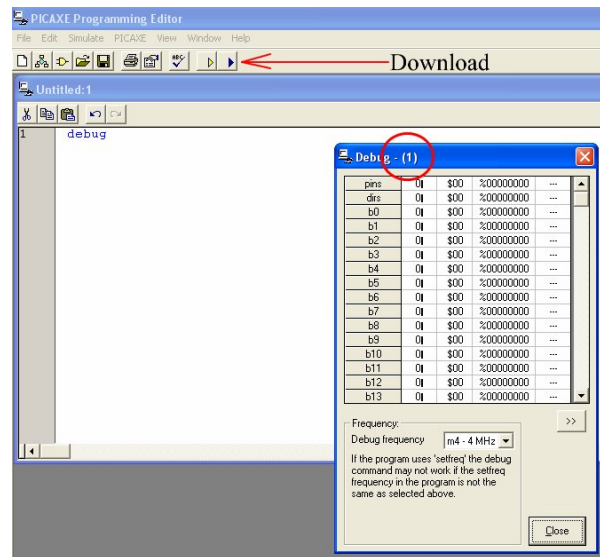 PICAXE Programming Editor
File Edit Simulate PICAXE View Window Help
Download
Untitled:1
1 debug
Debug - (1)
pins 0 $00 %00000000 ---
dirs 0 $00 %00000000 ---
b0 0 $00 %00000000 ---
b1 0 $00 %00000000 ---
b2 0 $00 %00000000 ---
b3 0 $00 %00000000 ---
b4 0 $00 %00000000 ---
b5 0 $00 %00000000 ---
b6 0 $00 %00000000 ---
b7 0 $00 %00000000 ---
b8 0 $00 %00000000 ---
b9 0 $00 %00000000 ---
b10 0 $00 %00000000 ---
b11 0 $00 %00000000 ---
b12 0 $00 %00000000 ---
b13 0 $00 %00000000 ---
>>
Frequency:
Debug frequency m4 - 4 MHz
If the program uses 'setfreq' the debug
command may not work if the setfreq
frequency in the program is not the
same as selected above.
Close